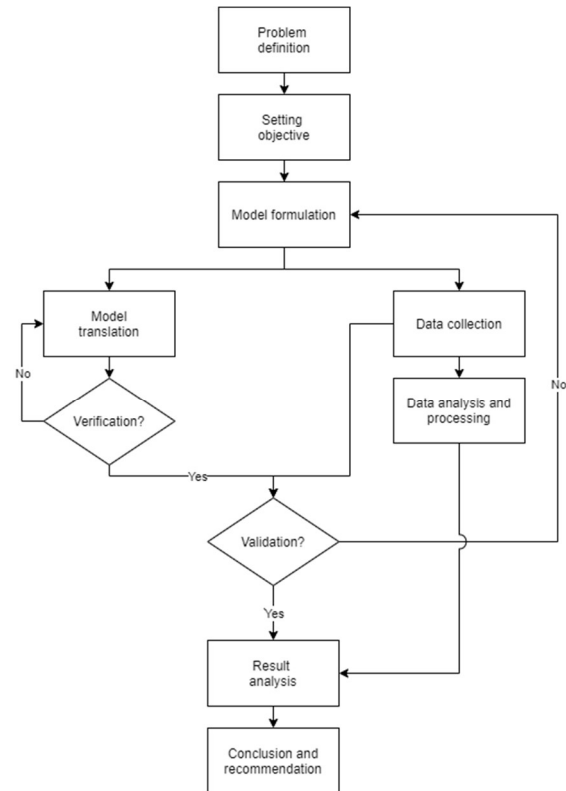 Problem
definition
Setting
objective
Model formulation
Model
translation
Data collection
No
No
Data analysis and
processing
Verification?
Yes
Validation?
Yes
Result
analysis
Conclusion and
recommendation